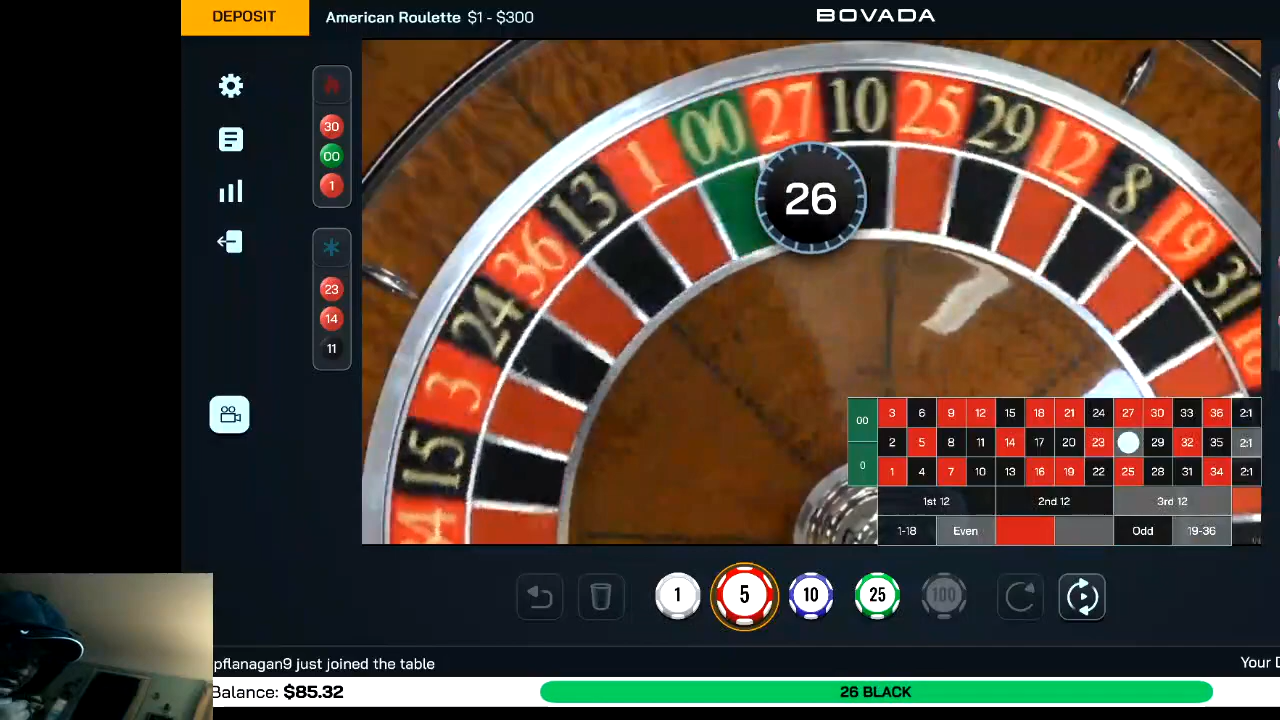 DEPOSIT
American Roulette $1 - $300
BOVADA
30
00
1
23
14
11
26
15 3 24 36 13 1 00 27 10 25 29 12 8 19 31
00 3 6 9 12 15 18 21 24 27 30 33 36 2:1
2 5 8 11 14 17 20 23 29 32 35 2:1
0 1 4 7 10 13 16 19 22 25 28 31 34 2:1
1st 12 2nd 12 3rd 12
1-18 Even Odd 19-36
1 5 10 25 100
pflanagan9 just joined the table
Your
Balance: $85.32
26 BLACK